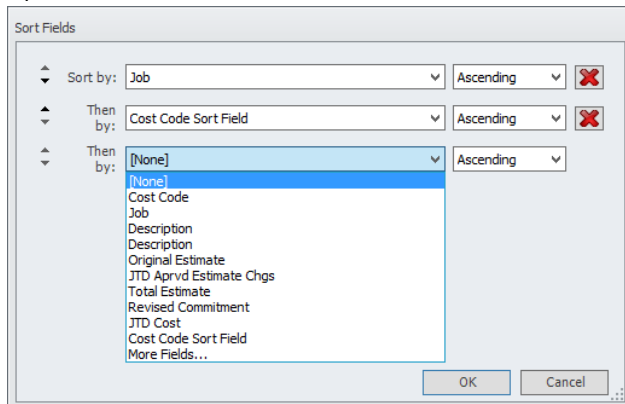 Sort Fields
Sort by: Job Ascending
Then by: Cost Code Sort Field Ascending
Then by: [None] Ascending
[None]
Cost Code
Job
Description
Description
Original Estimate
JTD Aprvd Estimate Chgs
Total Estimate
Revised Commitment
JTD Cost
Cost Code Sort Field
More Fields...
OK Cancel